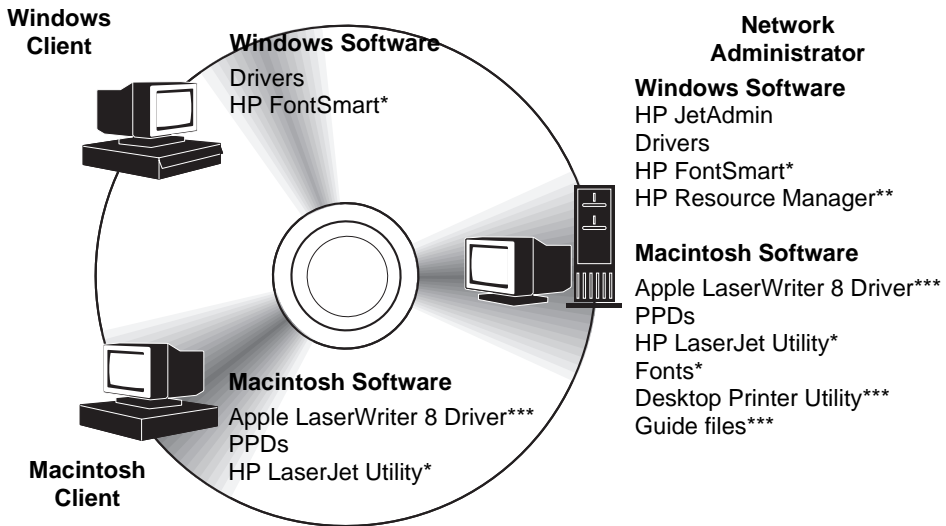 Windows
Client
Windows Software
Drivers
HP FontSmart*
Network
Administrator
Windows Software
HP JetAdmin
Drivers
HP FontSmart*
HP Resource Manager**
Macintosh Software
Apple LaserWriter 8 Driver***
PPDs
HP LaserJet Utility*
Fonts*
Desktop Printer Utility***
Guide files***
Macintosh Software
Apple LaserWriter 8 Driver***
PPDs
HP LaserJet Utility*
Macintosh
Client